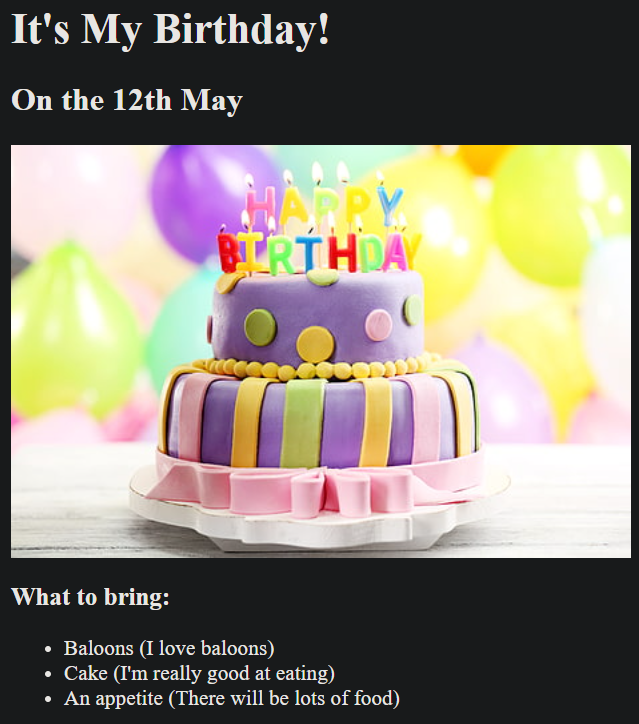 It's My Birthday!
On the 12th May
HAPPY
BIRTHDAY
What to bring:
Baloons (I love baloons)
Cake (I'm really good at eating)
An appetite (There will be lots of food)